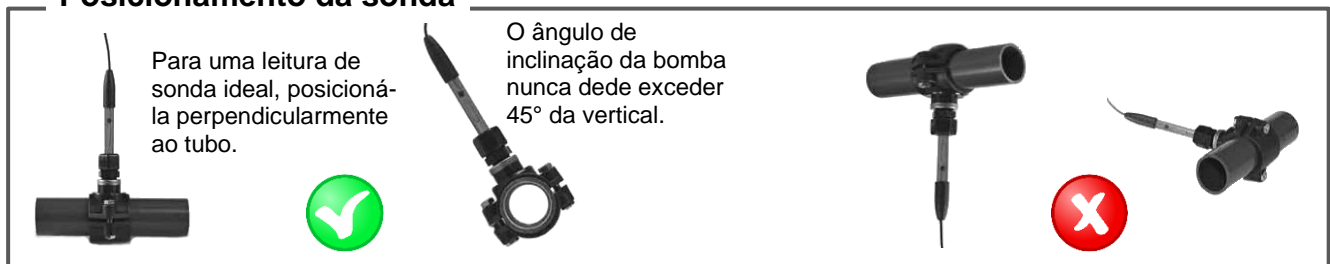 Posicionamento da sonda
Para uma leitura de
sonda ideal, posicioná-
la perpendicularmente
ao tubo.
O ângulo de
inclinação da bomba
nunca dede exceder
45° da vertical.